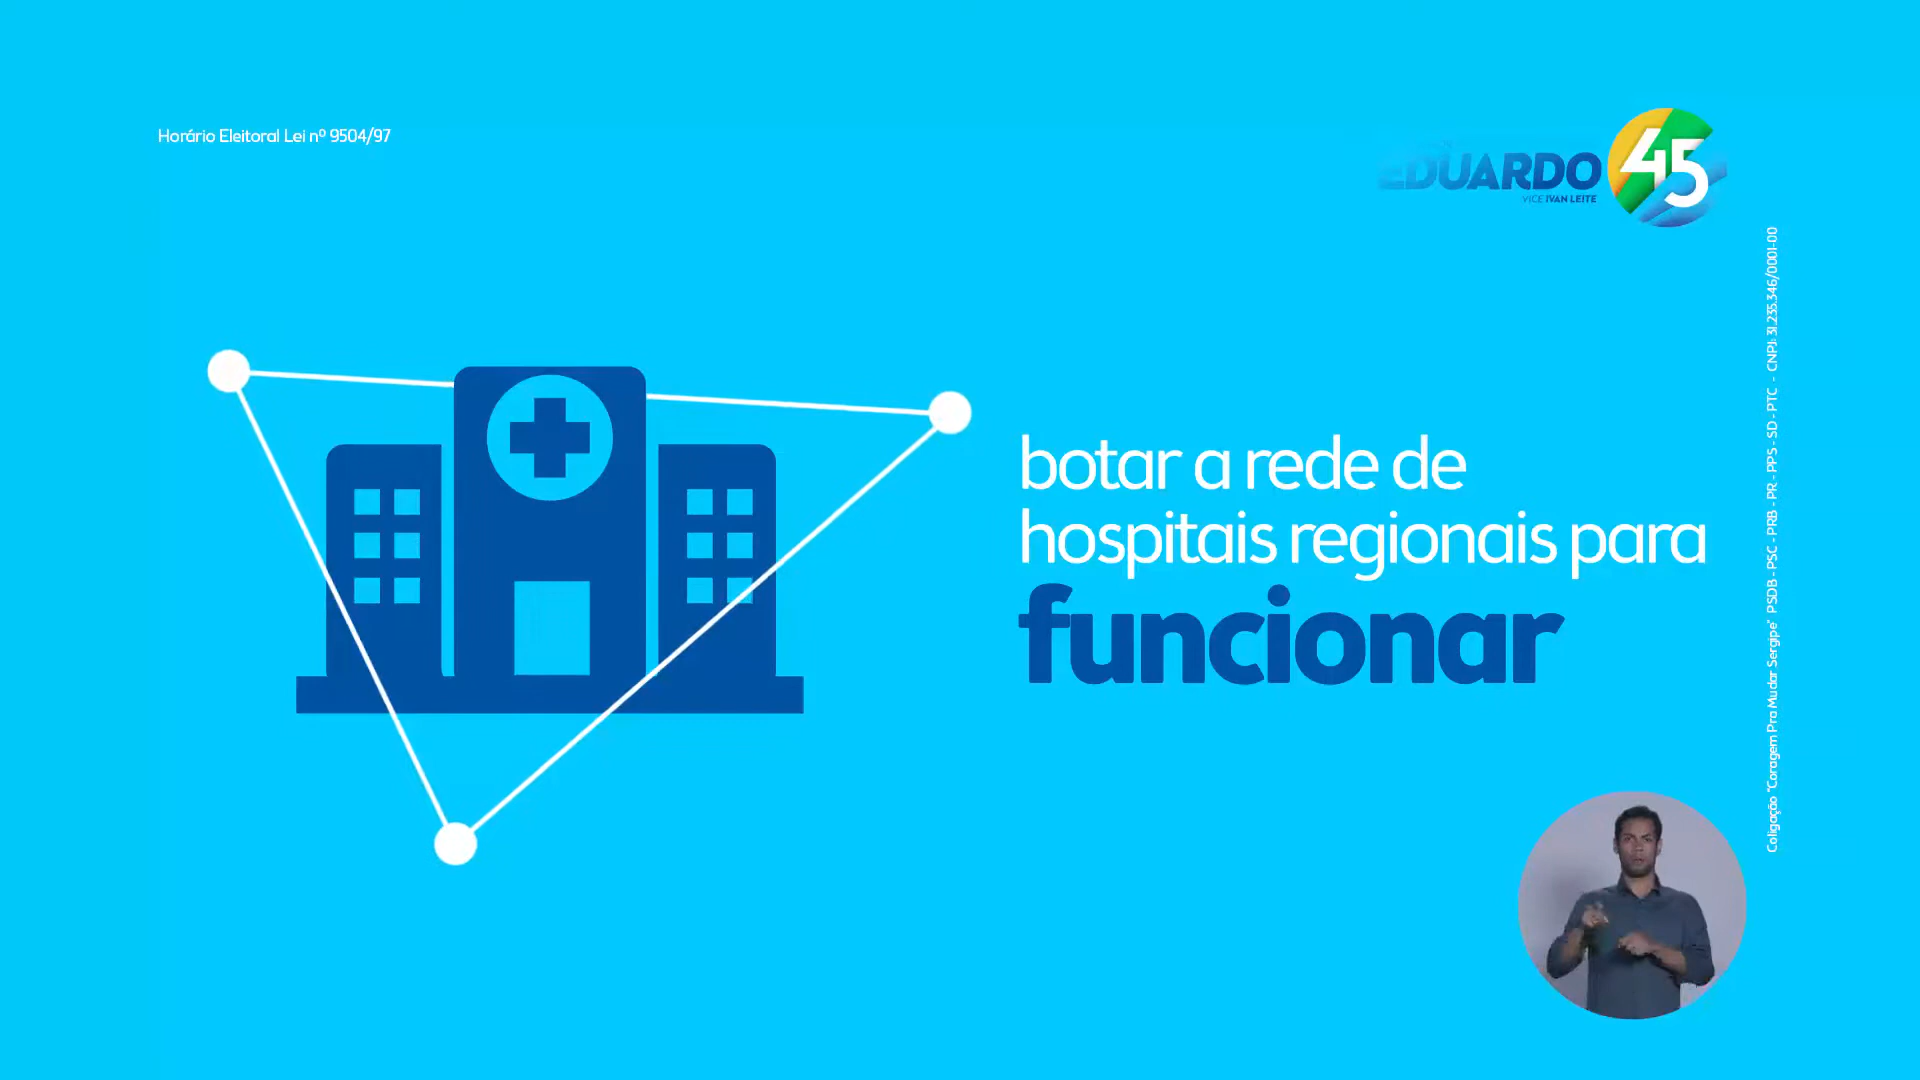 Horário Eleitoral Lei nº 9504/97
EDUARDO 45
VICE IVAN LEITE
botar a rede de
hospitais regionais para
funcionar
Coligação "Coragem Pra Mudar Sergipe" PSDB - PSC - PRB - PR - PPS - SD - PTC - CNPJ: 31.235.346/0001-00